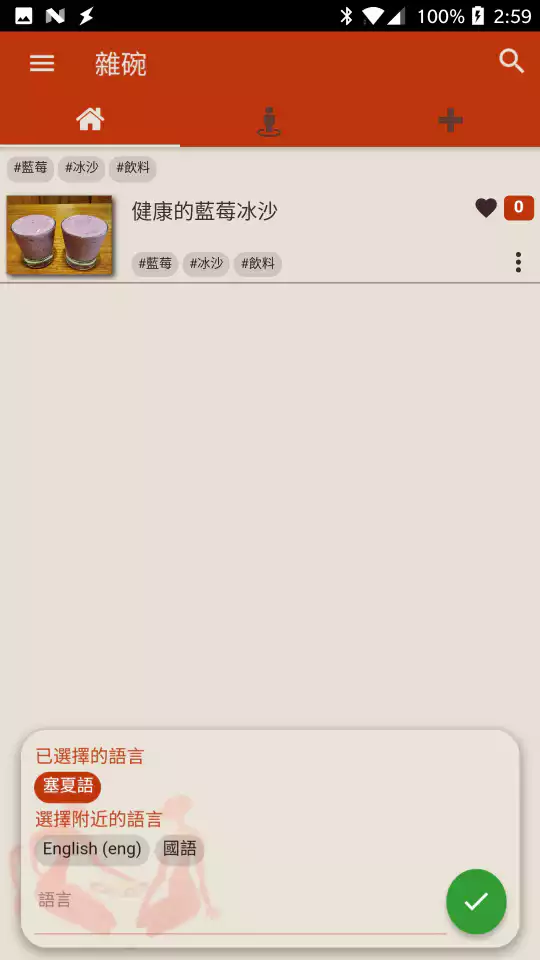 100% 2:59
雜碗
#藍莓 #冰沙 #飲料
健康的藍莓冰沙
0
#藍莓 #冰沙 #飲料
已選擇的語言
塞夏語
選擇附近的語言
English (eng) 國語
語言